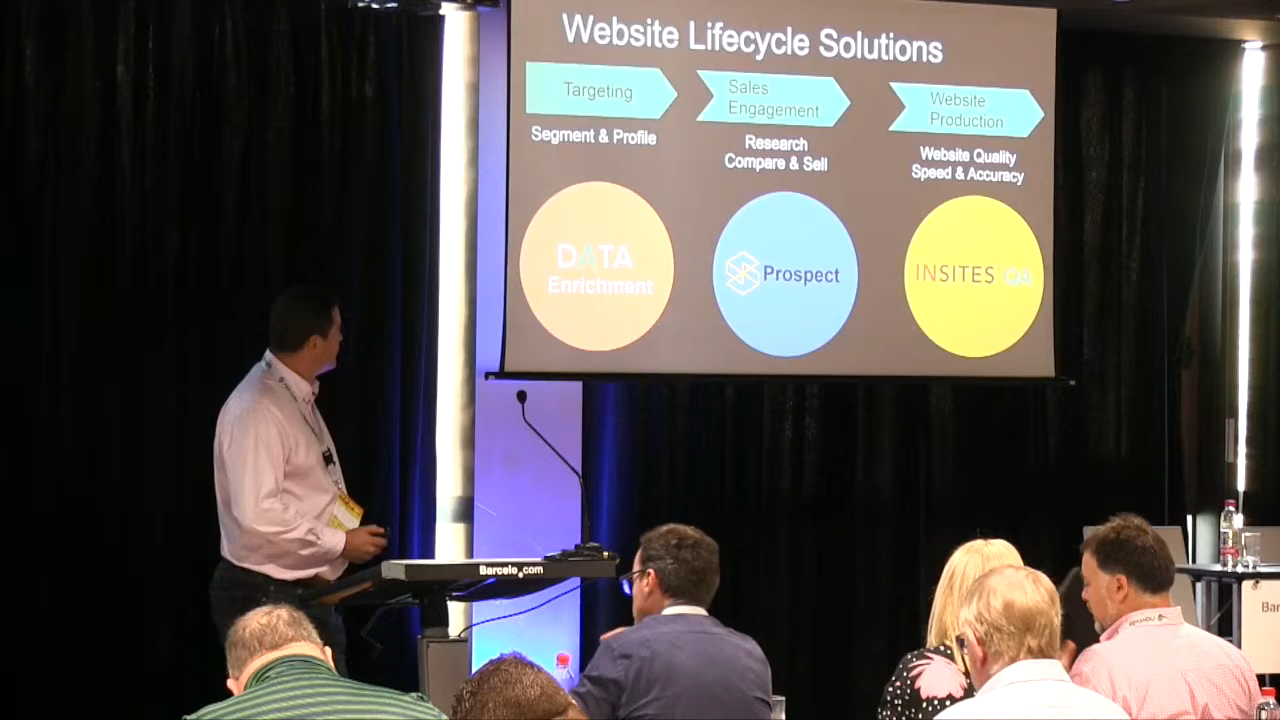 Website Lifecycle Solutions
Targeting
Segment & Profile
Sales
Engagement
Research
Compare & Sell
Website
Production
Website Quality
Speed & Accuracy
DATA
Enrichment
Prospect
INSITES QA
Barcelo.com
Bar